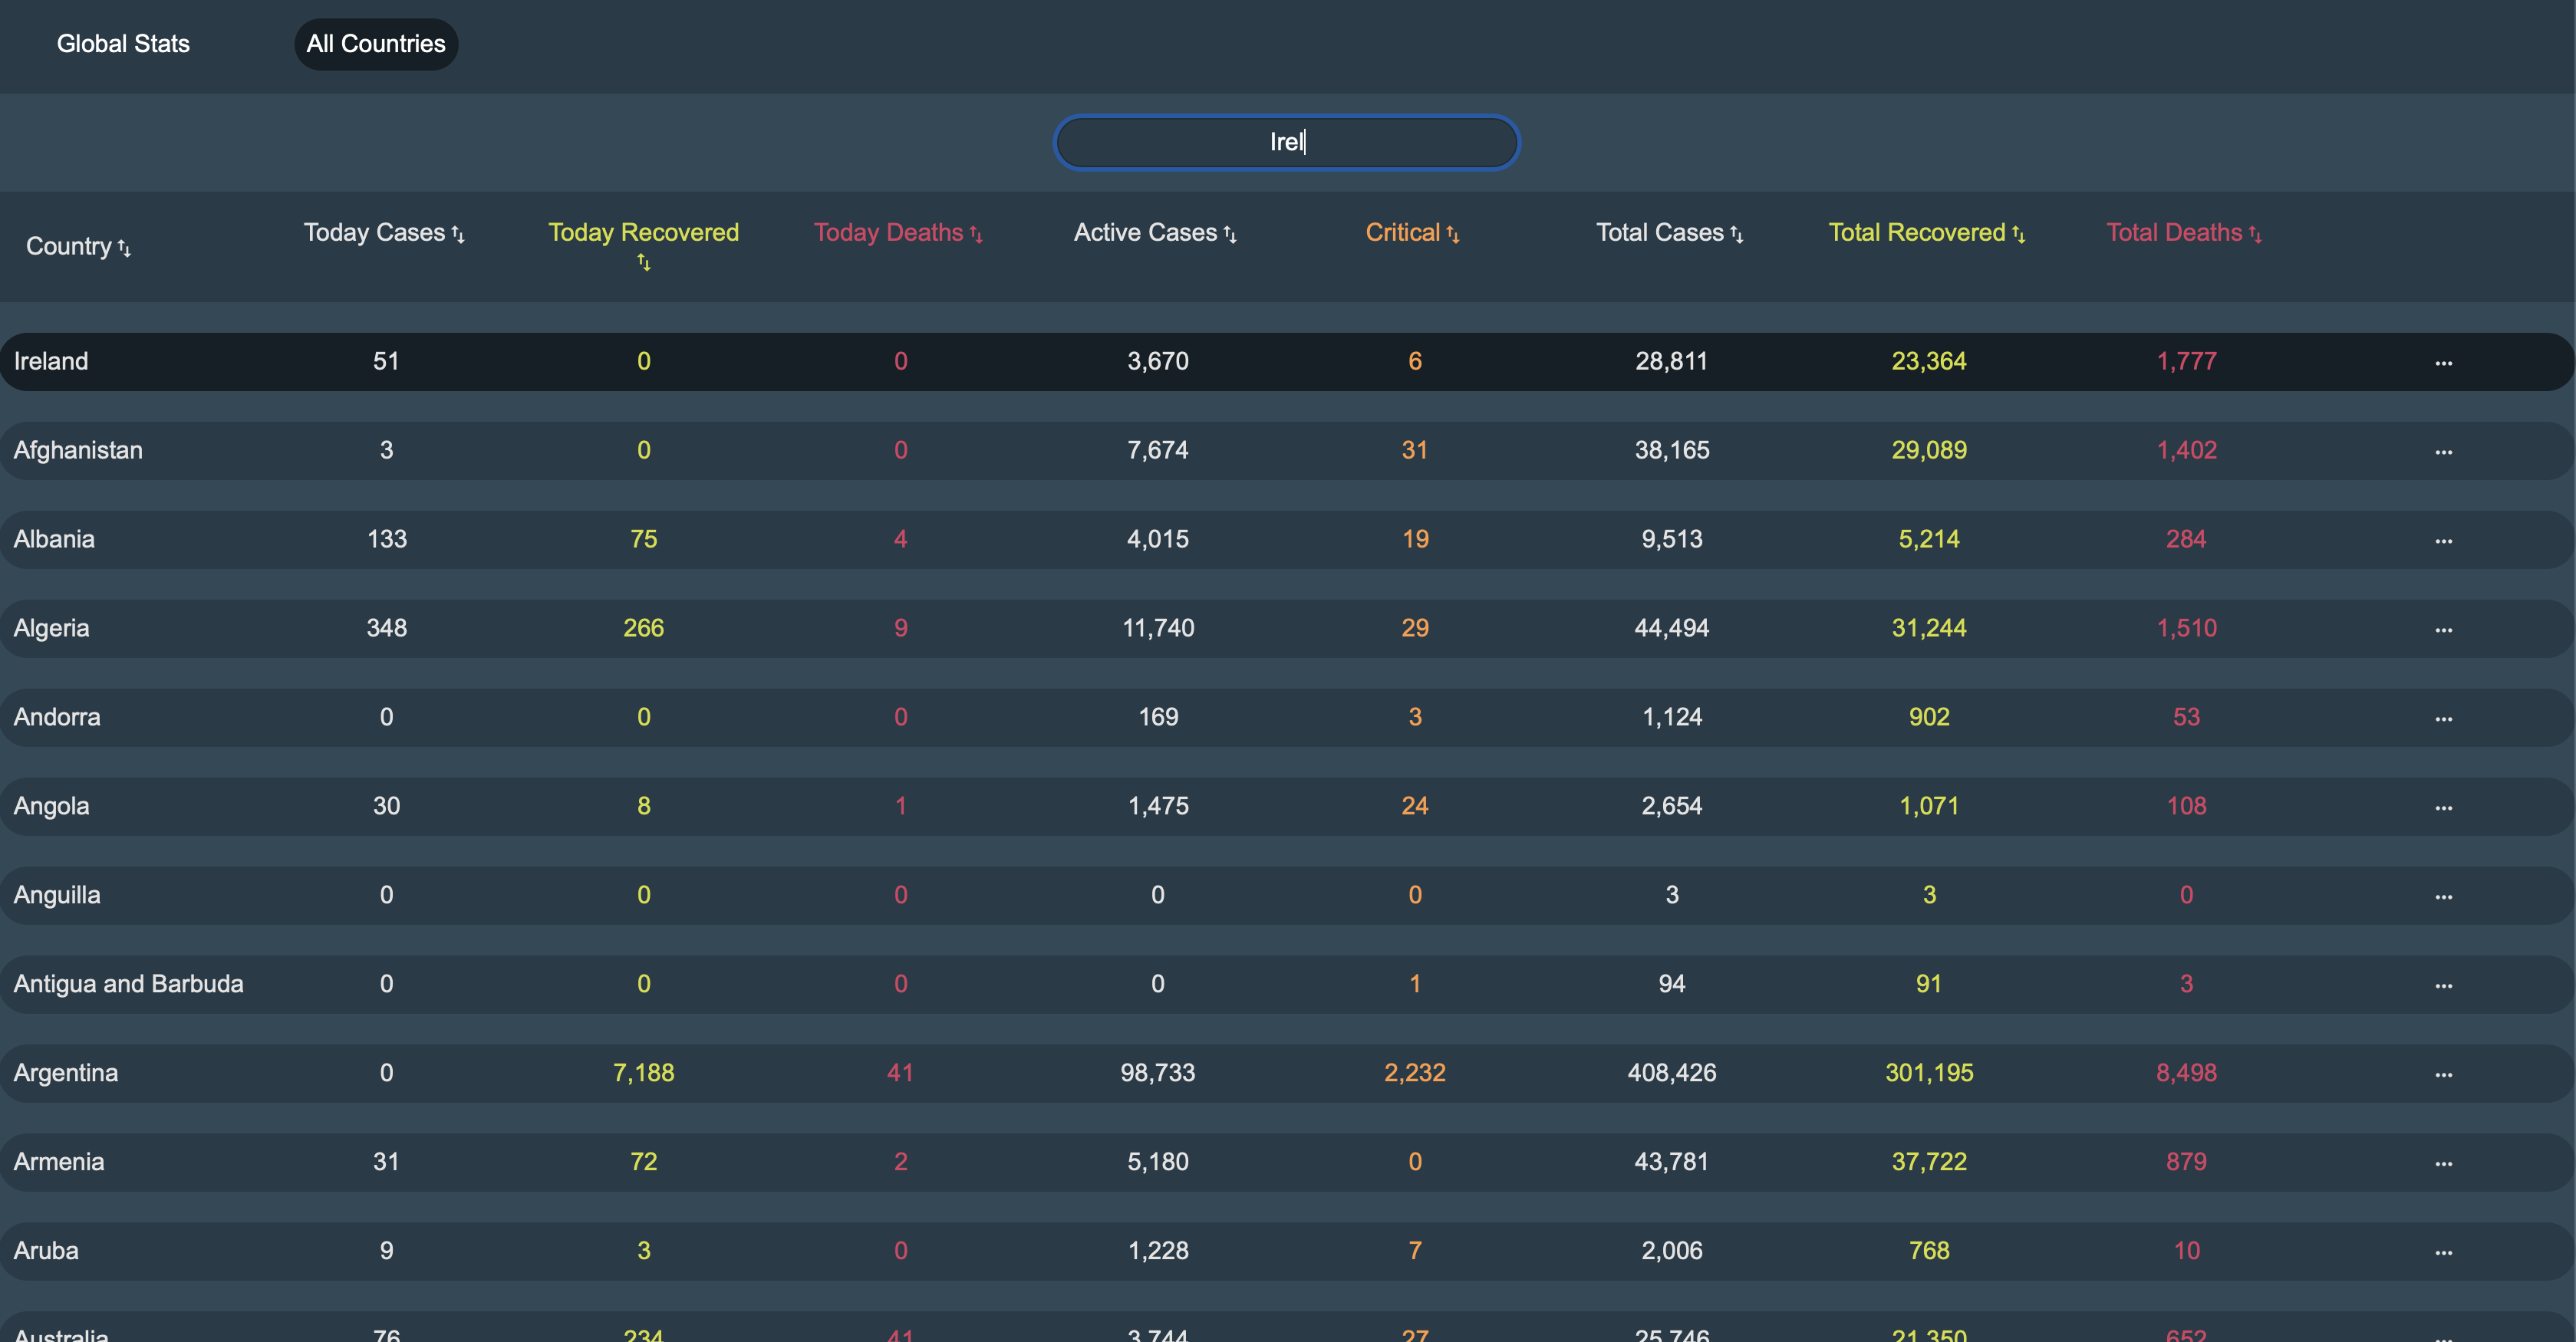 Global Stats All Countries
Irel
Country ↑↓ Today Cases ↑↓ Today Recovered ↑↓ Today Deaths ↑↓ Active Cases ↑↓ Critical ↑↓ Total Cases ↑↓ Total Recovered ↑↓ Total Deaths ↑↓
Ireland 51 0 0 3,670 6 28,811 23,364 1,777 ...
Afghanistan 3 0 0 7,674 31 38,165 29,089 1,402 ...
Albania 133 75 4 4,015 19 9,513 5,214 284 ...
Algeria 348 266 9 11,740 29 44,494 31,244 1,510 ...
Andorra 0 0 0 169 3 1,124 902 53 ...
Angola 30 8 1 1,475 24 2,654 1,071 108 ...
Anguilla 0 0 0 0 0 3 3 0 ...
Antigua and Barbuda 0 0 0 0 1 94 91 3 ...
Argentina 0 7,188 41 98,733 2,232 408,426 301,195 8,498 ...
Armenia 31 72 2 5,180 0 43,781 37,722 879 ...
Aruba 9 3 0 1,228 7 2,006 768 10 ...
Australia 76 234 41 3,744 27 25,746 21,350 652 ...